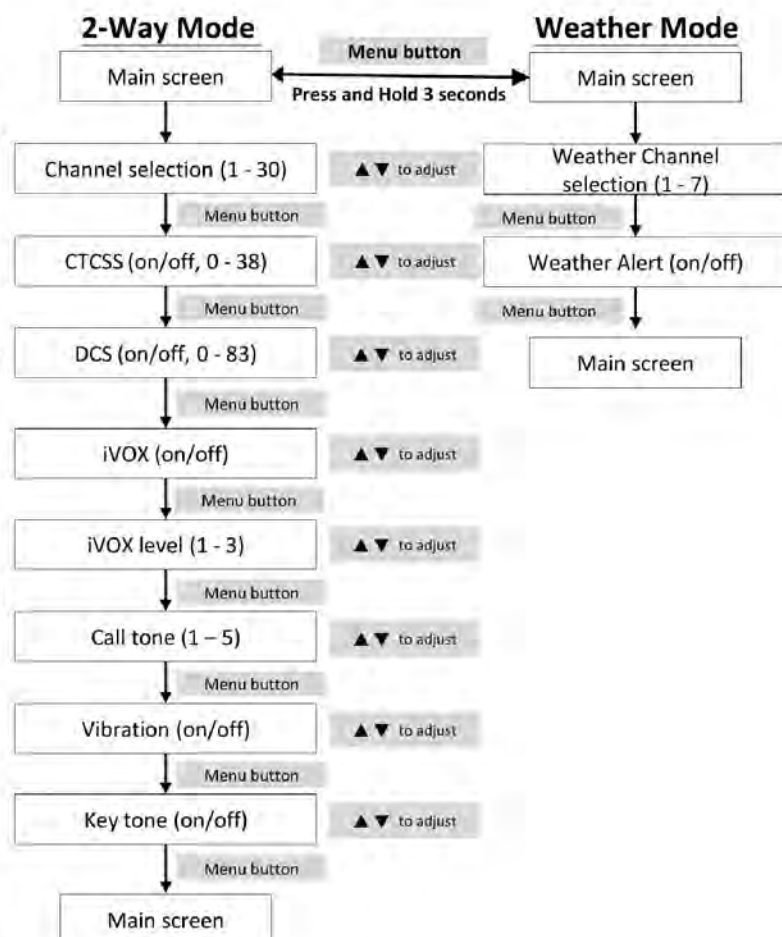 2-Way Mode
Weather Mode
Menu button
Main screen
Main screen
Press and Hold 3 seconds
Channel selection (1 - 30)
▲ ▼ to adjust
Weather Channel
selection (1 - 7)
Menu button
Menu button
CTCSS (on/off, 0 - 38)
▲ ▼ to adjust
Weather Alert (on/off)
Menu button
Menu button
DCS (on/off, 0 - 83)
▲ ▼ to adjust
Main screen
Menu button
iVOX (on/off)
▲ ▼ to adjust
Menu button
iVOX level (1 - 3)
▲ ▼ to adjust
Menu button
Call tone (1 – 5)
▲ ▼ to adjust
Menu button
Vibration (on/off)
▲ ▼ to adjust
Menu button
Key tone (on/off)
▲ ▼ to adjust
Menu button
Main screen